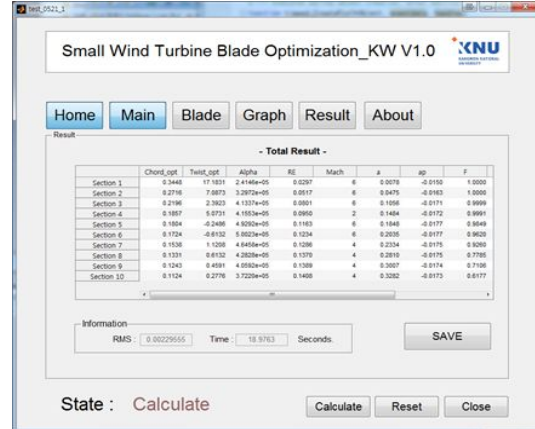 test_0521_1
Small Wind Turbine Blade Optimization_KW V1.0
KNU
KANGWON NATIONAL
UNIVERSITY
Home Main Blade Graph Result About
Result
- Total Result -
Chord_opt Twist_opt Alpha RE Mach a ap F
Section 1 0.3448 17.1831 2.4146e+05 0.0297 6 0.0078 -0.0150 1.0000
Section 2 0.2716 7.0873 3.2972e+05 0.0517 6 0.0475 -0.0163 1.0000
Section 3 0.2196 2.3923 4.1337e+05 0.0801 6 0.1056 -0.0171 0.9999
Section 4 0.1857 5.0731 4.1553e+05 0.0950 2 0.1484 -0.0172 0.9991
Section 5 0.1804 -0.2486 4.9292e+05 0.1163 6 0.1848 -0.0177 0.9849
Section 6 0.1724 -0.6132 5.0023e+05 0.1234 6 0.2035 -0.0177 0.9620
Section 7 0.1538 1.1208 4.6456e+05 0.1286 4 0.2334 -0.0175 0.9260
Section 8 0.1331 0.6132 4.2828e+05 0.1370 4 0.2810 -0.0175 0.7785
Section 9 0.1243 0.4591 4.0592e+05 0.1389 4 0.3007 -0.0174 0.7106
Section 10 0.1124 0.2776 3.7220e+05 0.1408 4 0.3282 -0.0173 0.6177
Information
RMS : 0.00229555 Time : 18.9763 Seconds.
SAVE
State : Calculate
Calculate Reset Close